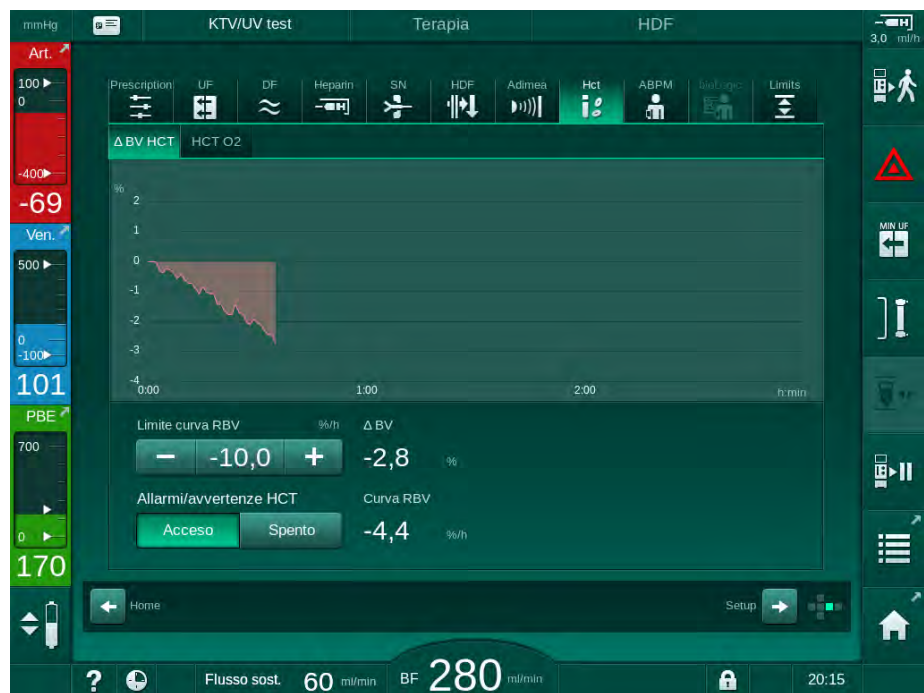 mmHg
KTV/UV test
Terapia
HDF
3,0 ml/h
Art.
100
0
-400
-69
Ven.
500
0
-100
101
PBE
700
0
170
Prescription
UF
DF
Heparin
SN
HDF
Adimea
Hct
ABPM
bioLogic
Limits
Δ BV HCT
HCT O2
%
2
1
0
-1
-2
-3
-4
0:00
1:00
2:00
h:min
Limite curva RBV %/h
− -10,0 +
Δ BV
-2,8 %
Allarmi/avvertenze HCT
Acceso
Spento
Curva RBV
-4,4 %/h
MIN UF
Home
Setup
?
Flusso sost. 60 ml/min
BF 280 ml/min
20:15